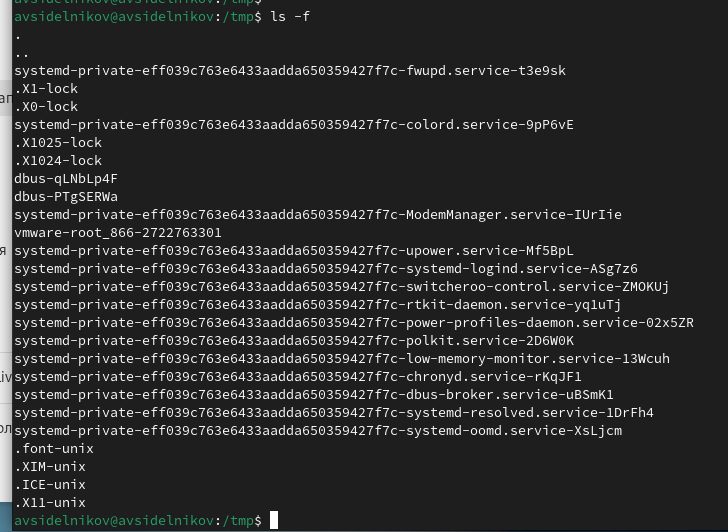 avsidelnikov@avsidelnikov:/tmp$
avsidelnikov@avsidelnikov:/tmp$ ls -f
.
..
systemd-private-eff039c763e6433aadda650359427f7c-fwupd.service-t3e9sk
.X1-lock
.X0-lock
systemd-private-eff039c763e6433aadda650359427f7c-colord.service-9pP6vE
.X1025-lock
.X1024-lock
dbus-qLNbLp4F
dbus-PTgSERWa
systemd-private-eff039c763e6433aadda650359427f7c-ModemManager.service-IUrIie
vmware-root_866-2722763301
systemd-private-eff039c763e6433aadda650359427f7c-upower.service-Mf5BpL
systemd-private-eff039c763e6433aadda650359427f7c-systemd-logind.service-ASg7z6
systemd-private-eff039c763e6433aadda650359427f7c-switcheroo-control.service-ZMOKUj
systemd-private-eff039c763e6433aadda650359427f7c-rtkit-daemon.service-yq1uTj
systemd-private-eff039c763e6433aadda650359427f7c-power-profiles-daemon.service-02x5ZR
systemd-private-eff039c763e6433aadda650359427f7c-polkit.service-2D6W0K
systemd-private-eff039c763e6433aadda650359427f7c-low-memory-monitor.service-13Wcuh
systemd-private-eff039c763e6433aadda650359427f7c-chronyd.service-rKqJF1
systemd-private-eff039c763e6433aadda650359427f7c-dbus-broker.service-uBSmK1
systemd-private-eff039c763e6433aadda650359427f7c-systemd-resolved.service-1DrFh4
systemd-private-eff039c763e6433aadda650359427f7c-systemd-oomd.service-XsLjcm
.font-unix
.XIM-unix
.ICE-unix
.X11-unix
avsidelnikov@avsidelnikov:/tmp$